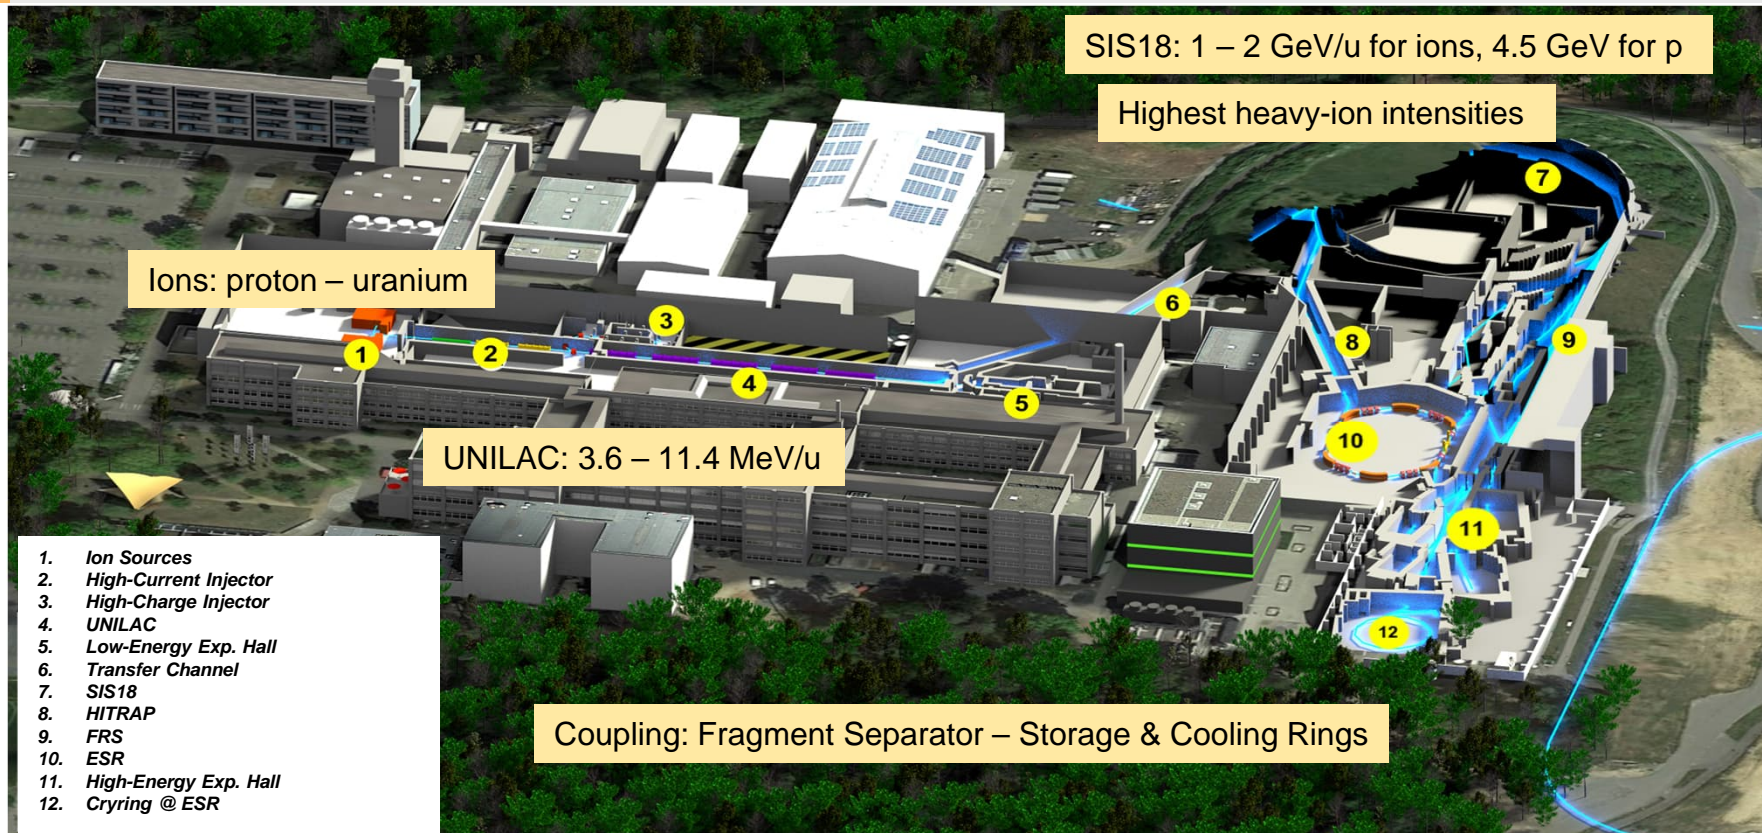 SIS18: 1 – 2 GeV/u for ions, 4.5 GeV for p
Highest heavy-ion intensities
7
Ions: proton – uranium
6
3
1
2
8
9
4
5
10
UNILAC: 3.6 – 11.4 MeV/u
11
12
1. Ion Sources
2. High-Current Injector
3. High-Charge Injector
4. UNILAC
5. Low-Energy Exp. Hall
6. Transfer Channel
7. SIS18
8. HITRAP
9. FRS
10. ESR
11. High-Energy Exp. Hall
12. Cryring @ ESR
Coupling: Fragment Separator – Storage & Cooling Rings